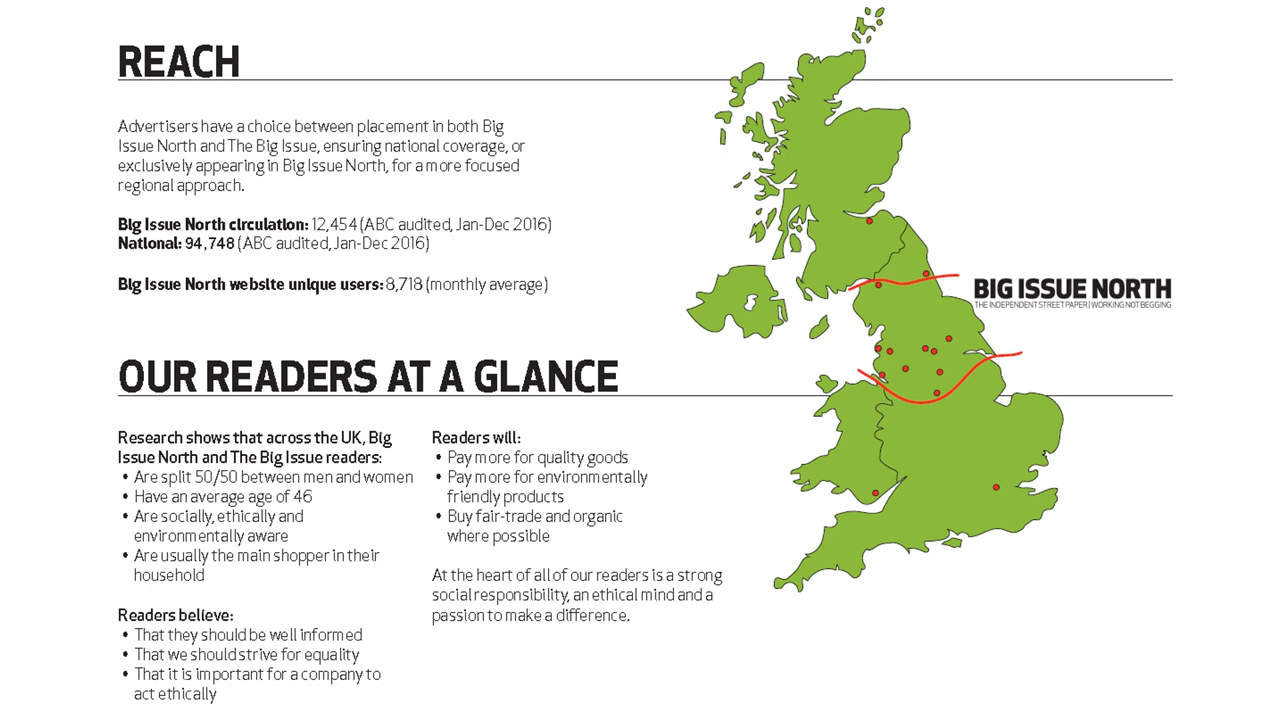 REACH
Advertisers have a choice between placement in both Big
Issue North and The Big Issue, ensuring national coverage, or
exclusively appearing in Big Issue North, for a more focused
regional approach.
Big Issue North circulation: 12,454 (ABC audited, Jan-Dec 2016)
National: 94,748 (ABC audited, Jan-Dec 2016)
Big Issue North website unique users: 8,718 (monthly average)
BIG ISSUE NORTH
THE INDEPENDENT STREET PAPER | WORKING NOT BEGGING
OUR READERS AT A GLANCE
Research shows that across the UK, Big
Issue North and The Big Issue readers:
• Are split 50/50 between men and women
• Have an average age of 46
• Are socially, ethically and
environmentally aware
• Are usually the main shopper in their
household
Readers believe:
• That they should be well informed
• That we should strive for equality
• That it is important for a company to
act ethically
Readers will:
• Pay more for quality goods
• Pay more for environmentally
friendly products
• Buy fair-trade and organic
where possible
At the heart of all of our readers is a strong
social responsibility, an ethical mind and a
passion to make a difference.